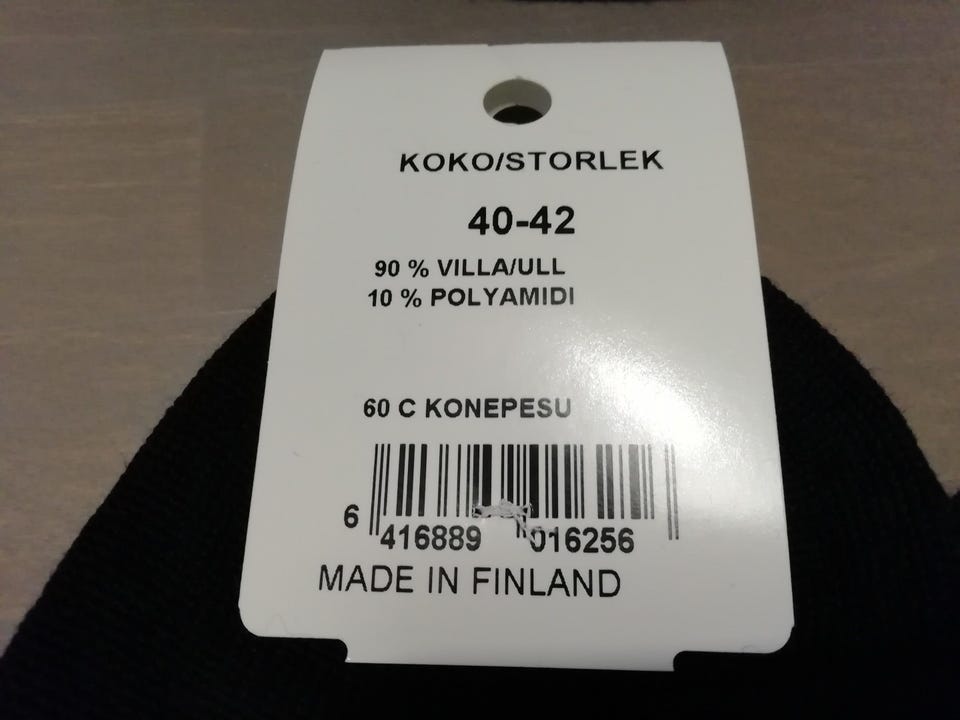 KOKO/STORLEK
40-42
90 % VILLA/ULL
10 % POLYAMIDI
60 C KONEPESU
6 416889 016256
MADE IN FINLAND